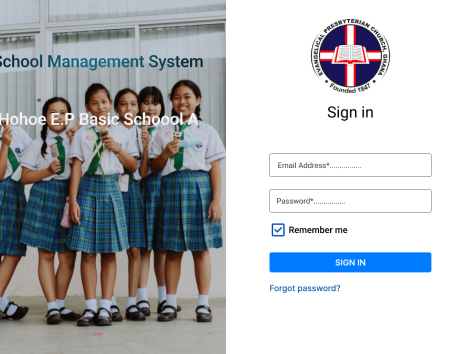 School Management System
Hohoe E.P Basic Schoool A
EVANGELICAL PRESBYTERIAN CHURCH, GHANA
Founded 1847
Sign in
Email Address*...............
Password*...............
Remember me
SIGN IN
Forgot password?